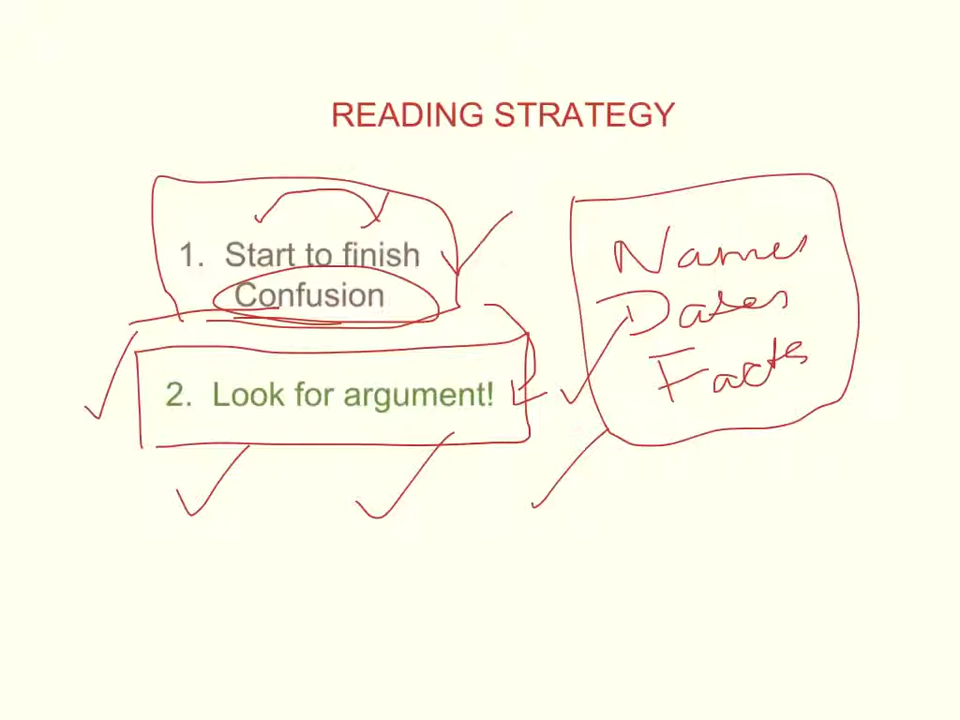 READING STRATEGY
1. Start to finish
Confusion
2. Look for argument!
Names
Dates
Facts